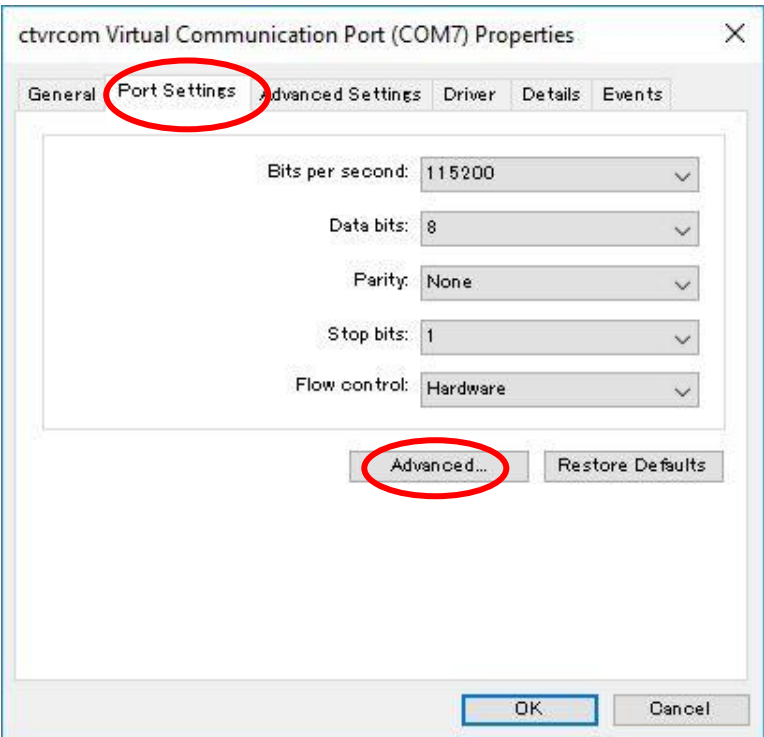 ctvrcom Virtual Communication Port (COM7) Properties
General Port Settings Advanced Settings Driver Details Events
Bits per second: 115200
Data bits: 8
Parity: None
Stop bits: 1
Flow control: Hardware
Advanced... Restore Defaults
OK Cancel